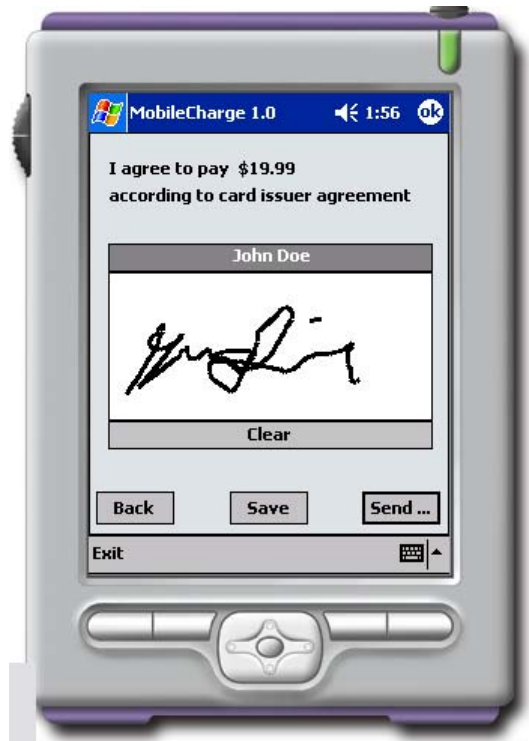 MobileCharge 1.0 1:56 ok
I agree to pay $19.99
according to card issuer agreement
John Doe
Clear
Back Save Send ...
Exit